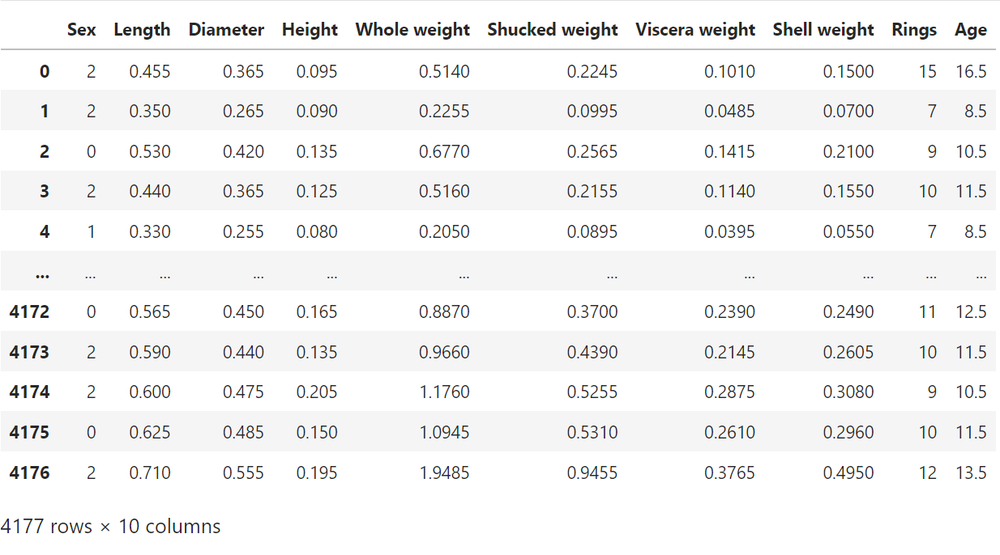 Sex Length Diameter Height Whole weight Shucked weight Viscera weight Shell weight Rings Age
0 2 0.455 0.365 0.095 0.5140 0.2245 0.1010 0.1500 15 16.5
1 2 0.350 0.265 0.090 0.2255 0.0995 0.0485 0.0700 7 8.5
2 0 0.530 0.420 0.135 0.6770 0.2565 0.1415 0.2100 9 10.5
3 2 0.440 0.365 0.125 0.5160 0.2155 0.1140 0.1550 10 11.5
4 1 0.330 0.255 0.080 0.2050 0.0895 0.0395 0.0550 7 8.5
... ... ... ... ... ... ... ... ... ... ...
4172 0 0.565 0.450 0.165 0.8870 0.3700 0.2390 0.2490 11 12.5
4173 2 0.590 0.440 0.135 0.9660 0.4390 0.2145 0.2605 10 11.5
4174 2 0.600 0.475 0.205 1.1760 0.5255 0.2875 0.3080 9 10.5
4175 0 0.625 0.485 0.150 1.0945 0.5310 0.2610 0.2960 10 11.5
4176 2 0.710 0.555 0.195 1.9485 0.9455 0.3765 0.4950 12 13.5
4177 rows × 10 columns